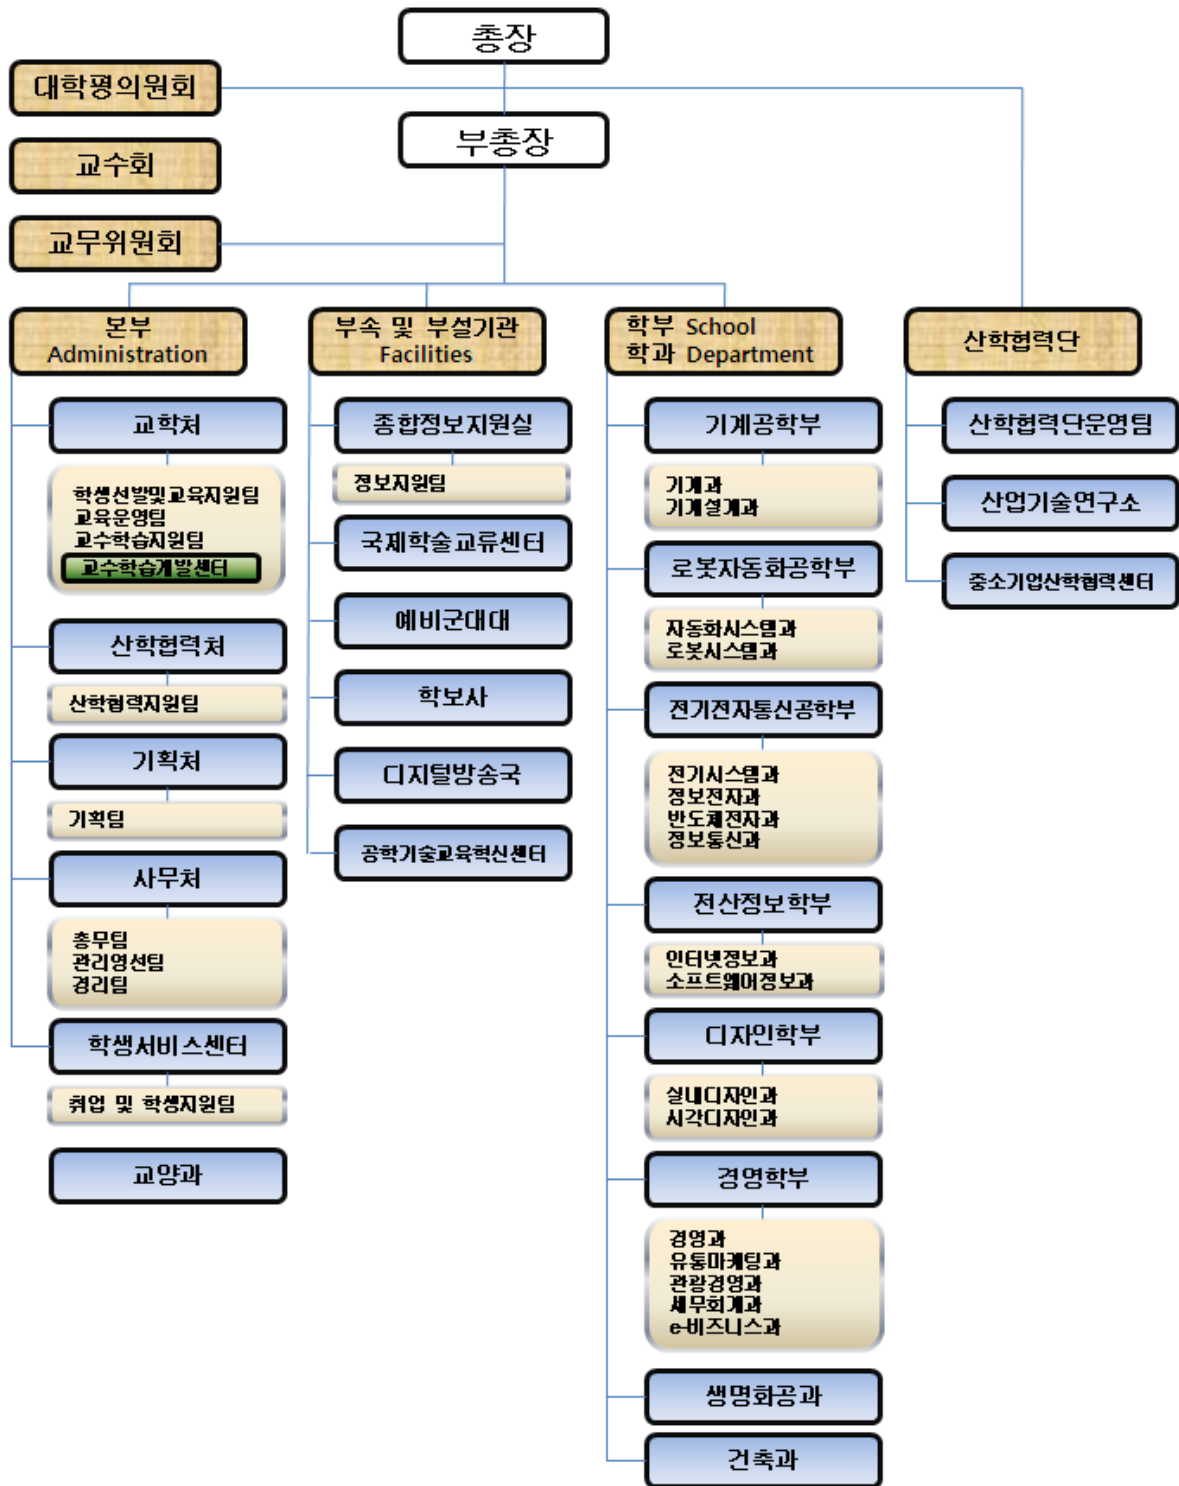 총장
대학평의원회
부총장
교수회
교무위원회
본부
Administration
교학처
학생선발및교육지원팀
교육운영팀
교수학습지원팀
교수학습개발센터
산학협력처
산학협력지원팀
기획처
기획팀
사무처
총무팀
관리영선팀
경리팀
학생서비스센터
취업 및 학생지원팀
교양과
부속 및 부설기관
Facilities
종합정보지원실
정보지원팀
국제학술교류센터
예비군대대
학보사
디지털방송국
공학기술교육혁신센터
학부 School
학과 Department
기계공학부
기계과
기계설계과
로봇자동화공학부
자동화시스템과
로봇시스템과
전기전자통신공학부
전기시스템과
정보전자과
반도체전자과
정보통신과
전산정보학부
인터넷정보과
소프트웨어정보과
디자인학부
실내디자인과
시각디자인과
경영학부
경영과
유통마케팅과
관광경영과
세무회계과
e-비즈니스과
생명화공과
건축과
산학협력단
산학협력단운영팀
산업기술연구소
중소기업산학협력센터